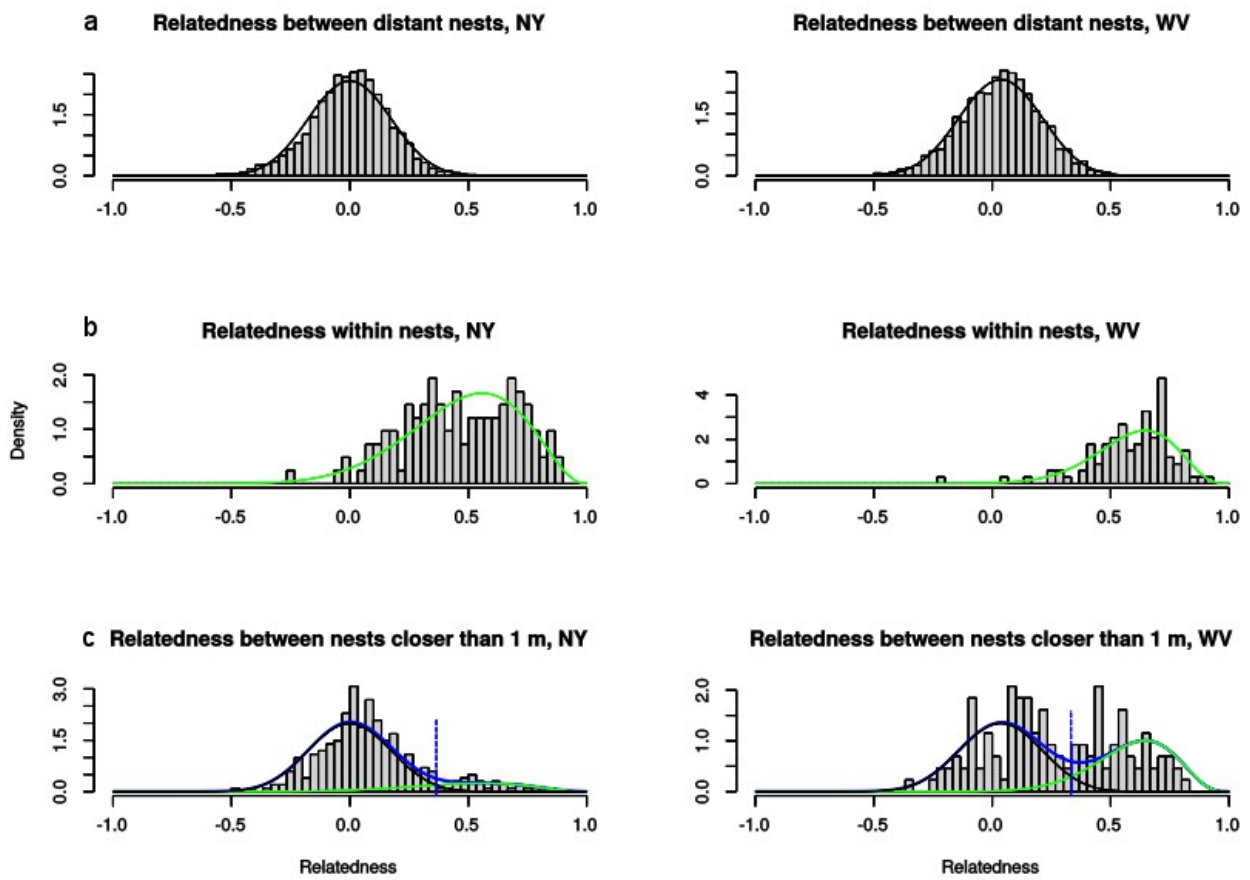 a Relatedness between distant nests, NY
Relatedness between distant nests, WV
0.0 1.5
-1.0 -0.5 0.0 0.5 1.0
0.0 1.5
-1.0 -0.5 0.0 0.5 1.0
b Relatedness within nests, NY
Relatedness within nests, WV
Density
0.0 1.0 2.0
-1.0 -0.5 0.0 0.5 1.0
0 2 4
-1.0 -0.5 0.0 0.5 1.0
c Relatedness between nests closer than 1 m, NY
Relatedness between nests closer than 1 m, WV
0.0 1.5 3.0
-1.0 -0.5 0.0 0.5 1.0
Relatedness
0.0 1.0 2.0
-1.0 -0.5 0.0 0.5 1.0
Relatedness